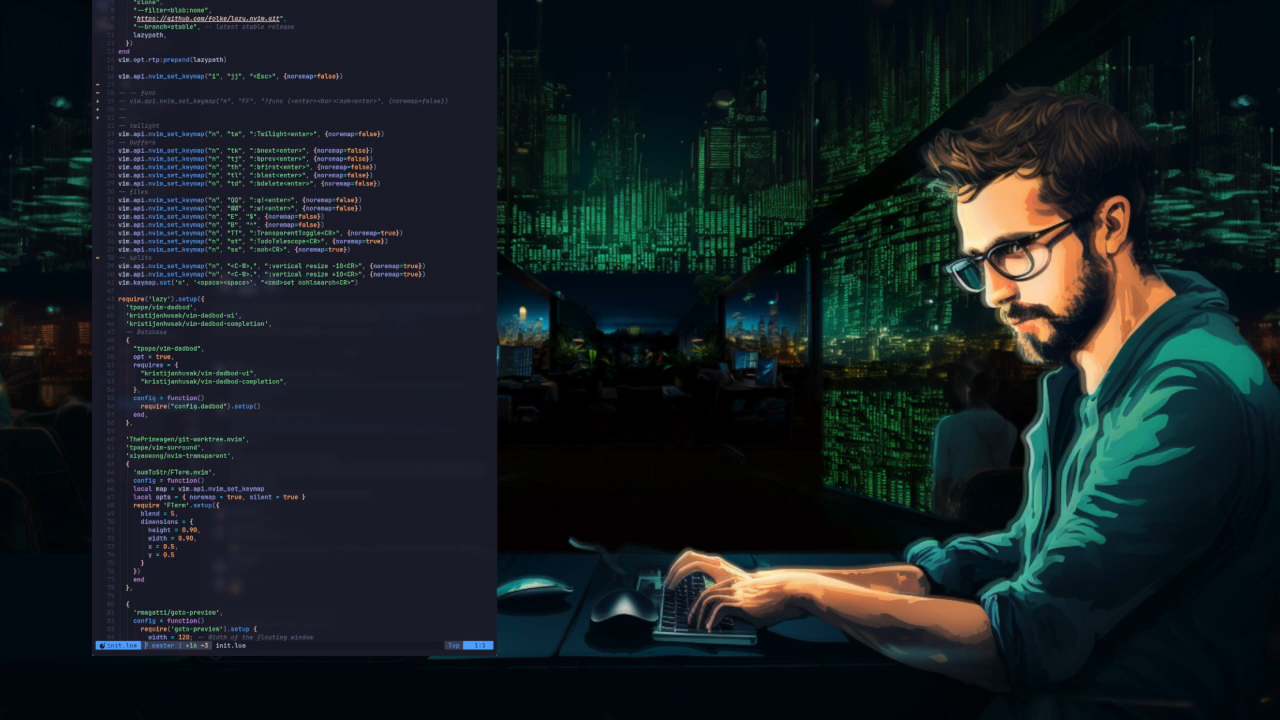 "clone",
"--filter=blob:none",
"https://github.com/folke/lazy.nvim.git",
"--branch=stable", -- latest stable release
lazypath,
})
end
vim.opt.rtp:prepend(lazypath)
vim.api.nvim_set_keymap("i", "jj", "<Esc>", {noremap=false})
-- -- func
-- vim.api.nvim_set_keymap("n", "FF", "?func (<enter><bar>:noh<enter>", {noremap=false})
--
--
-- twilight
vim.api.nvim_set_keymap("n", "tw", ":Twilight<enter>", {noremap=false})
-- buffers
vim.api.nvim_set_keymap("n", "tk", ":bnext<enter>", {noremap=false})
vim.api.nvim_set_keymap("n", "tj", ":bprev<enter>", {noremap=false})
vim.api.nvim_set_keymap("n", "th", ":bfirst<enter>", {noremap=false})
vim.api.nvim_set_keymap("n", "tl", ":blast<enter>", {noremap=false})
vim.api.nvim_set_keymap("n", "td", ":bdelete<enter>", {noremap=false})
-- files
vim.api.nvim_set_keymap("n", "QQ", ":q!<enter>", {noremap=false})
vim.api.nvim_set_keymap("n", "WW", ":w!<enter>", {noremap=false})
vim.api.nvim_set_keymap("n", "E", "$", {noremap=false})
vim.api.nvim_set_keymap("n", "B", "^", {noremap=false})
vim.api.nvim_set_keymap("n", "TT", ":TransparentToggle<CR>", {noremap=true})
vim.api.nvim_set_keymap("n", "st", ":TodoTelescope<CR>", {noremap=true})
vim.api.nvim_set_keymap("n", "ss", ":noh<CR>", {noremap=true})
-- splits
vim.api.nvim_set_keymap("n", "<C-W>,", ":vertical resize -10<CR>", {noremap=true})
vim.api.nvim_set_keymap("n", "<C-W>.", ":vertical resize +10<CR>", {noremap=true})
vim.keymap.set('n', '<space><space>', "<cmd>set nohlsearch<CR>")
require('lazy').setup({
'tpope/vim-dadbod',
'kristijanhusak/vim-dadbod-ui',
'kristijanhusak/vim-dadbod-completion',
-- Database
{
"tpope/vim-dadbod",
opt = true,
requires = {
"kristijanhusak/vim-dadbod-ui",
"kristijanhusak/vim-dadbod-completion",
},
config = function()
require("config.dadbod").setup()
end,
},
'ThePrimeagen/git-worktree.nvim',
'tpope/vim-surround',
'xiyaowong/nvim-transparent',
{
'numToStr/FTerm.nvim',
config = function()
local map = vim.api.nvim_set_keymap
local opts = { noremap = true, silent = true }
require 'FTerm'.setup({
blend = 5,
dimensions = {
height = 0.90,
width = 0.90,
x = 0.5,
y = 0.5
}
})
end
},
{
'rmagatti/goto-preview',
config = function()
require('goto-preview').setup {
width = 120; -- Width of the floating window
init.lua master | +16 ~3 init.lua Top 1:1